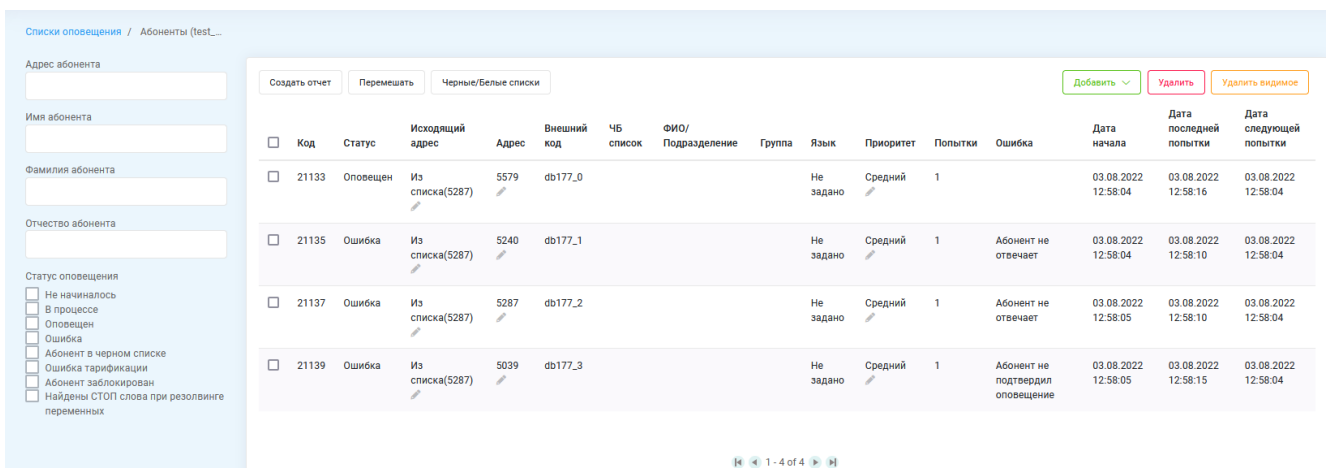 Списки оповещения / Абоненты (test_...
Адрес абонента
Имя абонента
Фамилия абонента
Отчество абонента
Статус оповещения
Не начиналось
В процессе
Оповещен
Ошибка
Абонент в черном списке
Ошибка тарификации
Абонент заблокирован
Найдены СТОП слова при резолвинге
переменных
Создать отчет Перемешать Черные/Белые списки Добавить Удалить Удалить видимое
Код Статус Исходящий адрес Адрес Внешний код ЧБ список ФИО/Подразделение Группа Язык Приоритет Попытки Ошибка Дата начала Дата последней попытки Дата следующей попытки
21133 Оповещен Из списка(5287) 5579 db177_0 Не задано Средний 1 03.08.2022 12:58:04 03.08.2022 12:58:16 03.08.2022 12:58:04
21135 Ошибка Из списка(5287) 5240 db177_1 Не задано Средний 1 Абонент не отвечает 03.08.2022 12:58:04 03.08.2022 12:58:10 03.08.2022 12:58:04
21137 Ошибка Из списка(5287) 5287 db177_2 Не задано Средний 1 Абонент не отвечает 03.08.2022 12:58:05 03.08.2022 12:58:10 03.08.2022 12:58:04
21139 Ошибка Из списка(5287) 5039 db177_3 Не задано Средний 1 Абонент не подтвердил оповещение 03.08.2022 12:58:05 03.08.2022 12:58:15 03.08.2022 12:58:04
1 - 4 of 4